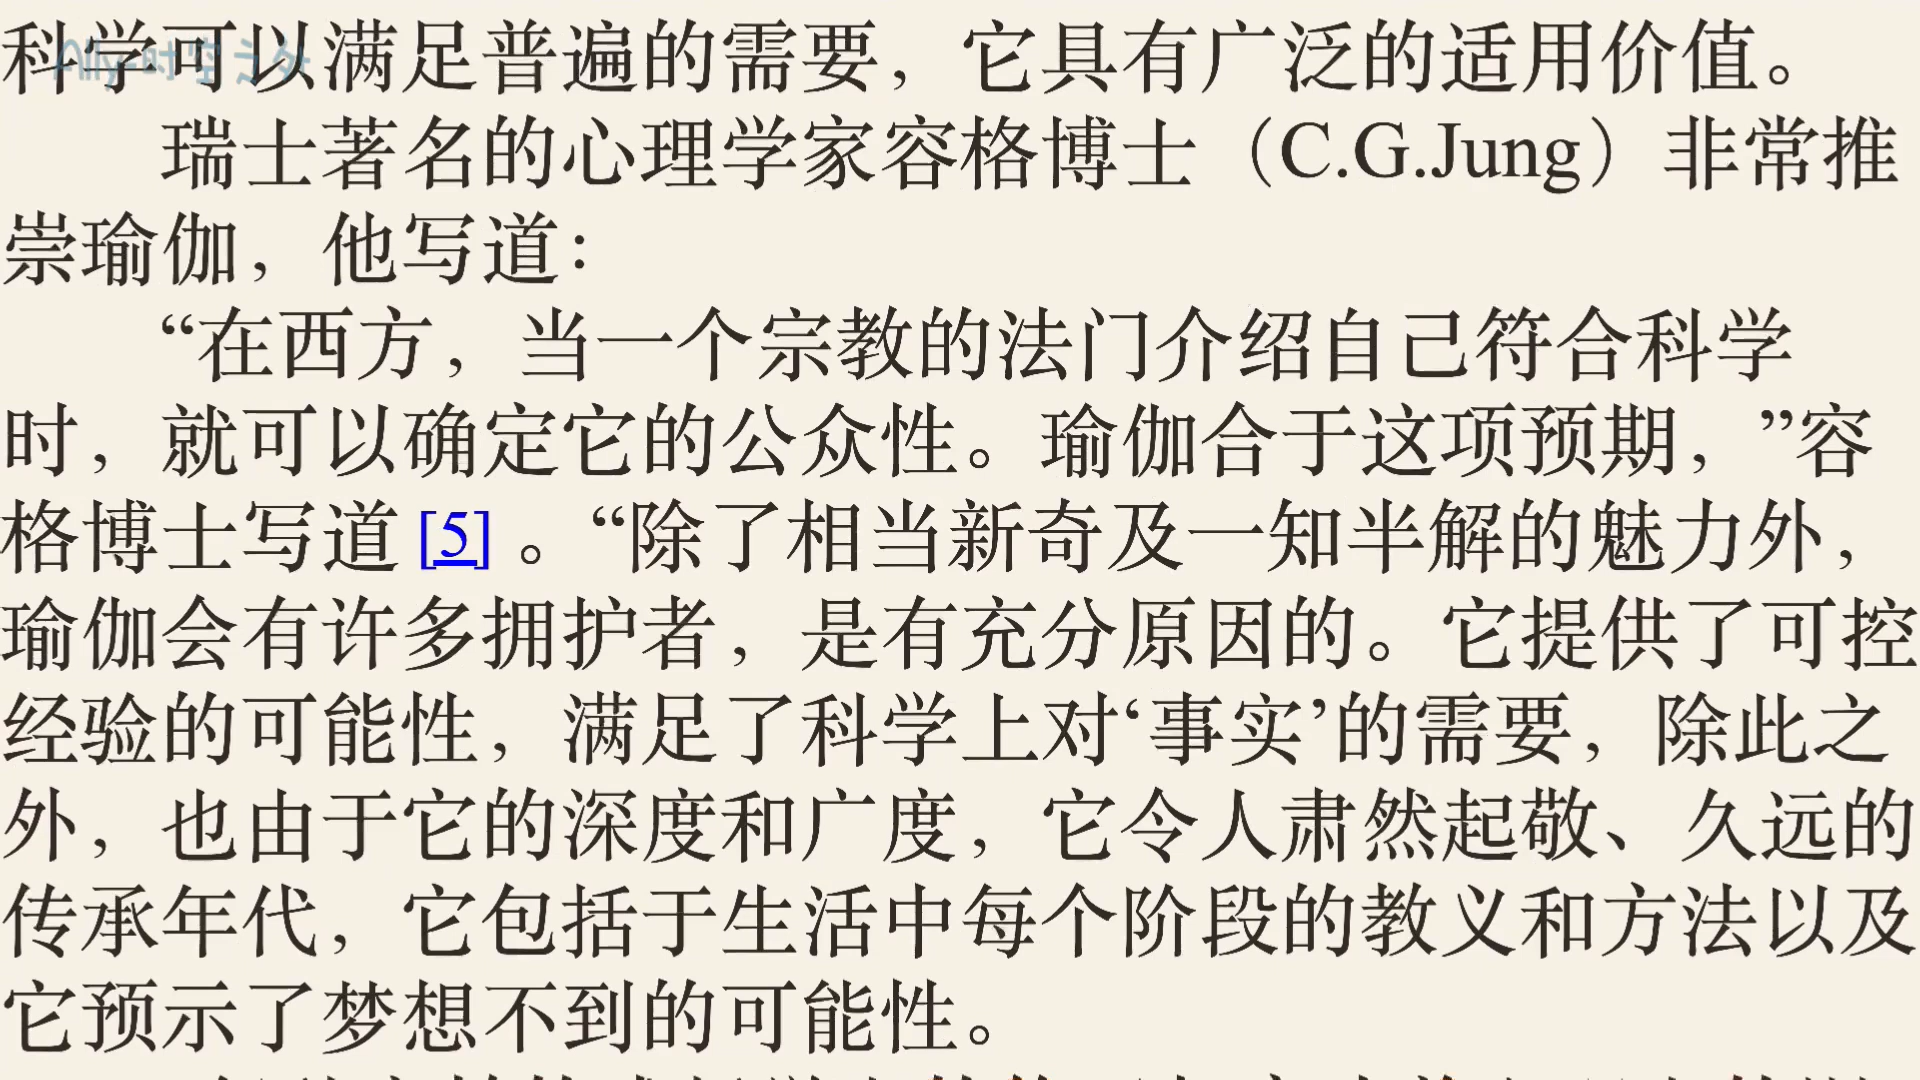 科学可以满足普遍的需要，它具有广泛的适用价值。
Ally-时空之外
瑞士著名的心理学家容格博士（C.G.Jung）非常推
崇瑜伽，他写道：
“在西方，当一个宗教的法门介绍自己符合科学
时，就可以确定它的公众性。瑜伽合于这项预期，”容
格博士写道[5]。“除了相当新奇及一知半解的魅力外，
瑜伽会有许多拥护者，是有充分原因的。它提供了可控
经验的可能性，满足了科学上对‘事实’的需要，除此之
外，也由于它的深度和广度，它令人肃然起敬、久远的
传承年代，它包括于生活中每个阶段的教义和方法以及
它预示了梦想不到的可能性。